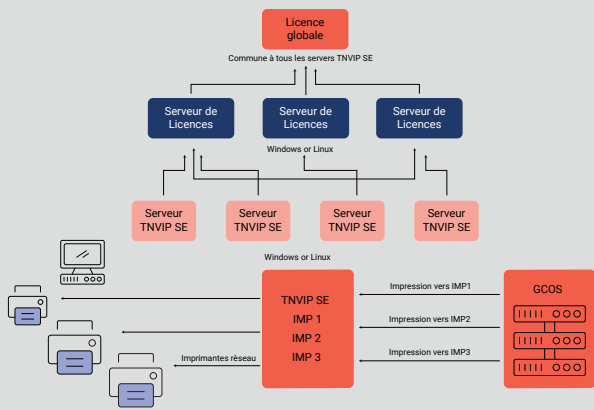 Licence
globale
Commune à tous les servers TNVIP SE
Serveur de
Licences
Serveur de
Licences
Serveur de
Licences
Windows or Linux
Serveur
TNVIP SE
Serveur
TNVIP SE
Serveur
TNVIP SE
Serveur
TNVIP SE
Windows or Linux
TNVIP SE
IMP 1
IMP 2
IMP 3
Impression vers IMP1
Impression vers IMP2
Impression vers IMP3
GCOS
Imprimantes rèseau